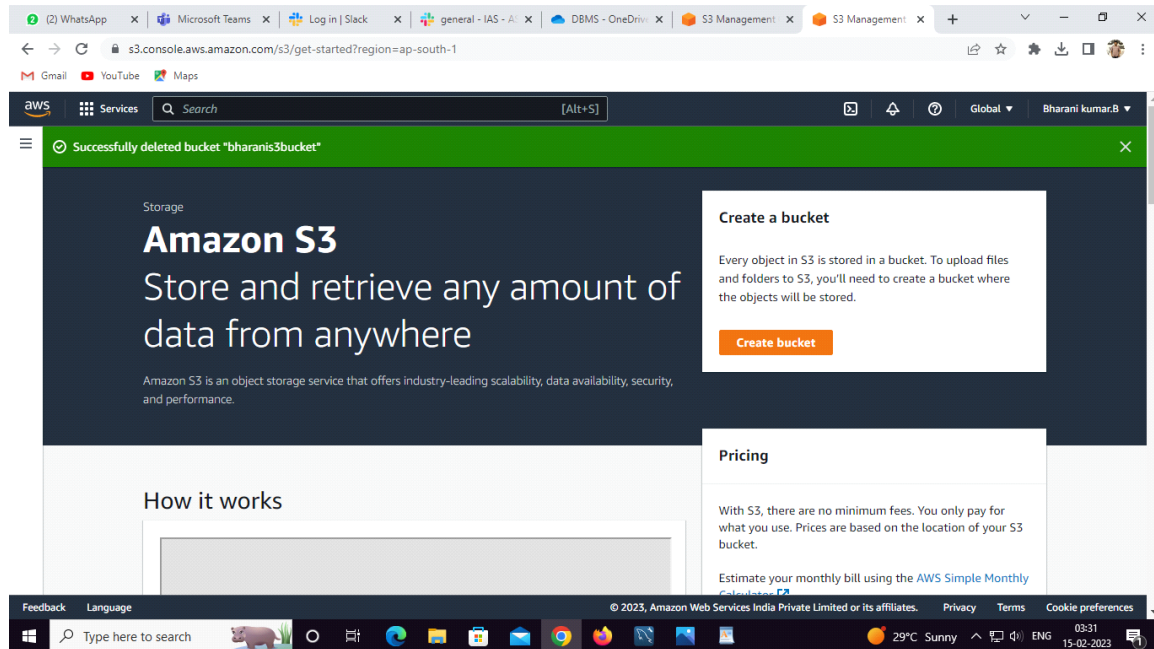 (2) WhatsApp
Microsoft Teams
Log in | Slack
general - IAS - A
DBMS - OneDriv
S3 Management
S3 Management
s3.console.aws.amazon.com/s3/get-started?region=ap-south-1
Gmail YouTube Maps
aws Services Search [Alt+S] Global Bharani kumar.B
Successfully deleted bucket "bharanis3bucket"
Storage
Amazon S3
Store and retrieve any amount of
data from anywhere
Amazon S3 is an object storage service that offers industry-leading scalability, data availability, security,
and performance.
Create a bucket
Every object in S3 is stored in a bucket. To upload files
and folders to S3, you'll need to create a bucket where
the objects will be stored.
Create bucket
How it works
Pricing
With S3, there are no minimum fees. You only pay for
what you use. Prices are based on the location of your S3
bucket.
Estimate your monthly bill using the AWS Simple Monthly
Calculator
Feedback Language © 2023, Amazon Web Services India Private Limited or its affiliates. Privacy Terms Cookie preferences
Type here to search 29°C Sunny ENG 03:31
15-02-2023 1